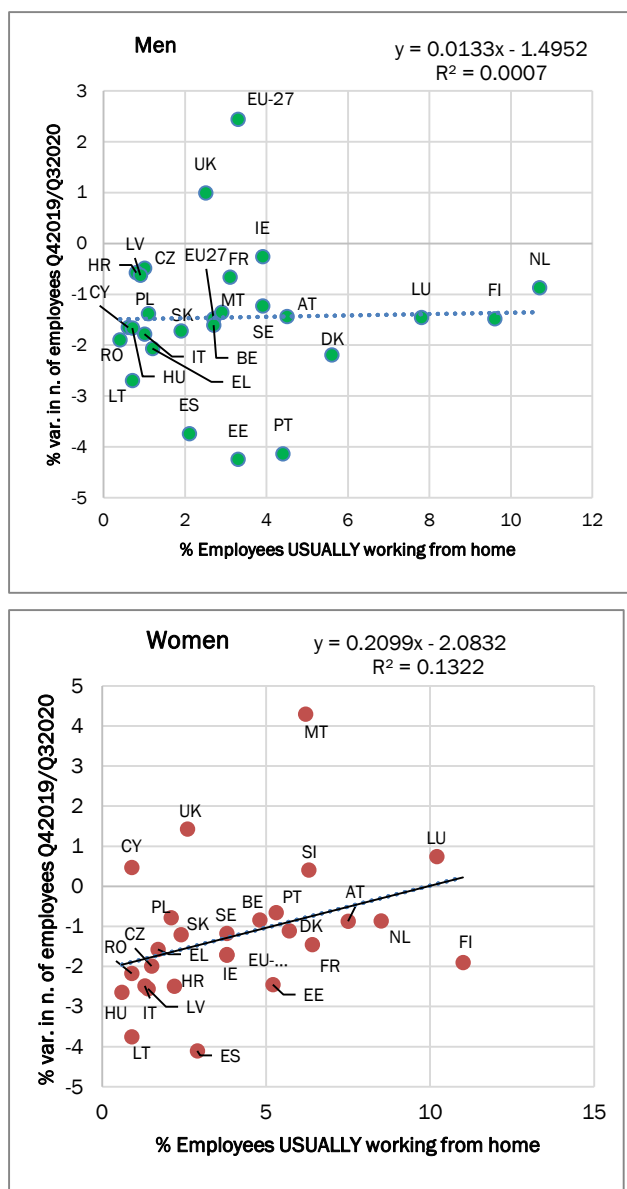 Men
y = 0.0133x - 1.4952
R² = 0.0007
% var. in n. of employees Q42019/Q32020
3
2
1
0
-1
-2
-3
-4
-5
EU-27
UK
IE
LV
CZ
EU27
FR
HR
NL
CY
PL
SK
MT
SE
AT
LU
FI
RO
IT
BE
DK
HU
EL
LT
ES
EE
PT
0 2 4 6 8 10 12
% Employees USUALLY working from home
Women
y = 0.2099x - 2.0832
R² = 0.1322
% var. in n. of employees Q42019/Q32020
5
4
3
2
1
0
-1
-2
-3
-4
-5
MT
UK
CY
SI
LU
PL
BE
PT
AT
RO
CZ
SK
SE
DK
NL
EL
IE
EU-...
FR
FI
HU
IT
LV
HR
EE
LT
ES
0 5 10 15
% Employees USUALLY working from home